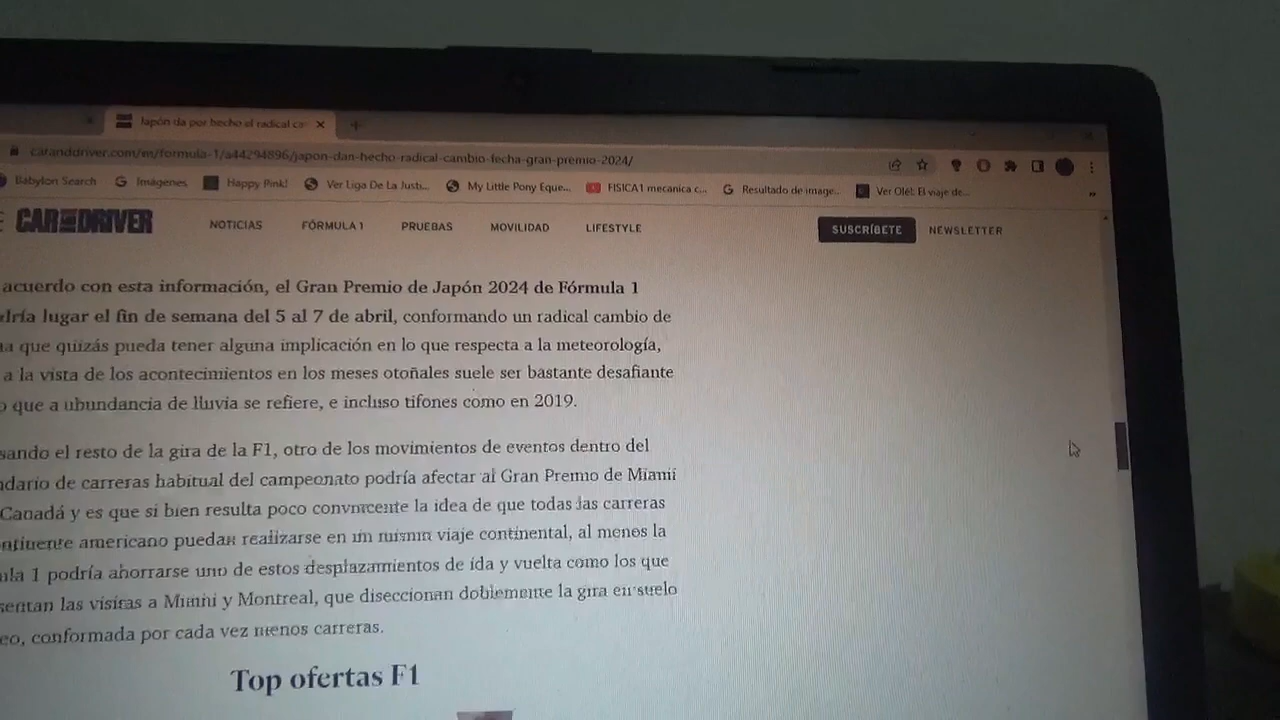 Japón da por hecho el radical ca
caranddriver.com/m/formula-1/a44294896/japon-dan-hecho-radical-cambio-fecha-gran-premio-2024/
Babylon Search Imágenes Happy Pink! Ver Liga De La Justi... My Little Pony Eque... FISICA1 mecanica c... Resultado de image... Ver Olé!: El viaje de...
CAR AND DRIVER NOTICIAS FÓRMULA 1 PRUEBAS MOVILIDAD LIFESTYLE SUSCRÍBETE NEWSLETTER
acuerdo con esta información, el Gran Premio de Japón 2024 de Fórmula 1
dría lugar el fin de semana del 5 al 7 de abril, conformando un radical cambio de
que quizás pueda tener alguna implicación en lo que respecta a la meteorología,
a la vista de los acontecimientos en los meses otoñales suele ser bastante desafiante
o que a abundancia de lluvia se refiere, e incluso tifones como en 2019.
sando el resto de la gira de la F1, otro de los movimientos de eventos dentro del
ndario de carreras habitual del campeonato podría afectar al Gran Premio de Miami
Canadá y es que si bien resulta poco convincente la idea de que todas las carreras
ntinente americano puedan realizarse en un mismo viaje continental, al menos la
ula 1 podría ahorrarse uno de estos desplazamientos de ida y vuelta como los que
sentan las visitas a Miami y Montreal, que diseccionan doblemente la gira en suelo
eo, conformada por cada vez menos carreras.
Top ofertas F1